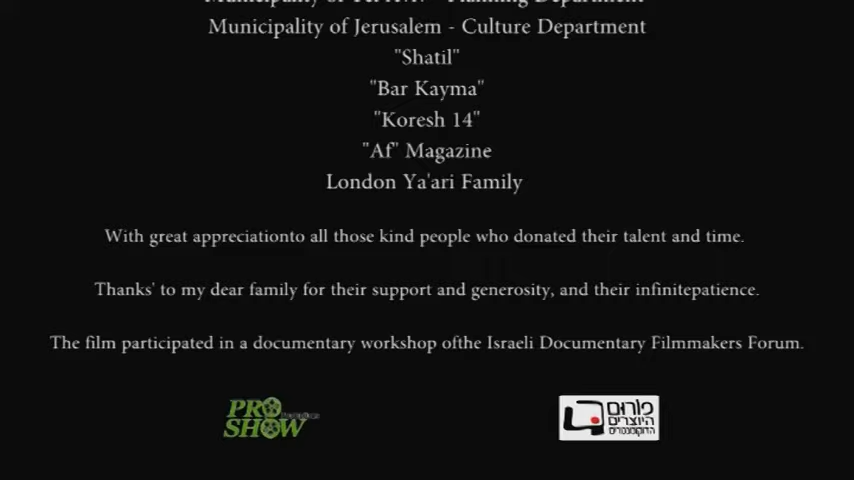 Municipality of Jerusalem - Culture Department
"Shatil"
"Bar Kayma"
"Koresh 14"
"Af" Magazine
London Ya'ari Family
With great appreciationto all those kind people who donated their talent and time.
Thanks' to my dear family for their support and generosity, and their infinitepatience.
The film participated in a documentary workshop ofthe Israeli Documentary Filmmakers Forum.
PRO
SHOW
פורום
היוצרים
הדוקומנטריים